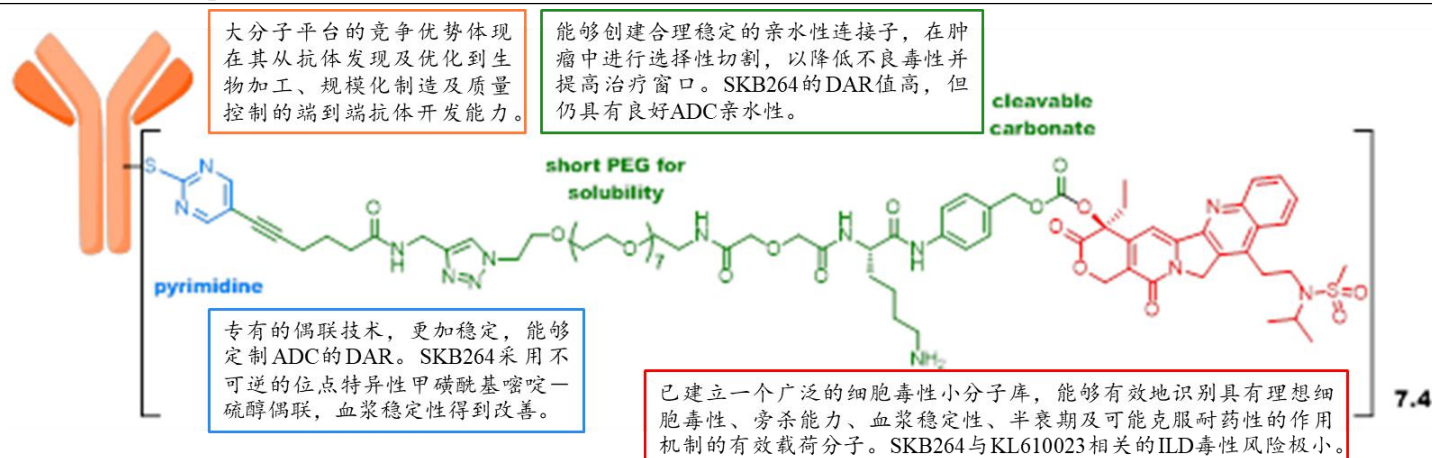 大分子平台的竞争优势体现
在其从抗体发现及优化到生
物加工、规模化制造及质量
控制的端到端抗体开发能力。
能够创建合理稳定的亲水性连接子，在肿
瘤中进行选择性切割，以降低不良毒性并
提高治疗窗口。SKB264的DAR值高，但
仍具有良好ADC亲水性。
cleavable
carbonate
short PEG for
solubility
S
N
N
O
N
H
N
N=N
O
O
7
H
N
O
O
O
H
N
O
N
H
NH2
O
O
O
O
O
N
O
N
N
S
O
O
pyrimidine
专有的偶联技术，更加稳定，能够
定制ADC的DAR。SKB264采用不
可逆的位点特异性甲磺酰基嘧啶－
硫醇偶联，血浆稳定性得到改善。
已建立一个广泛的细胞毒性小分子库，能够有效地识别具有理想细
胞毒性、旁杀能力、血浆稳定性、半衰期及可能克服耐药性的作用
机制的有效载荷分子。SKB264与KL610023相关的ILD毒性风险极小。
7.4